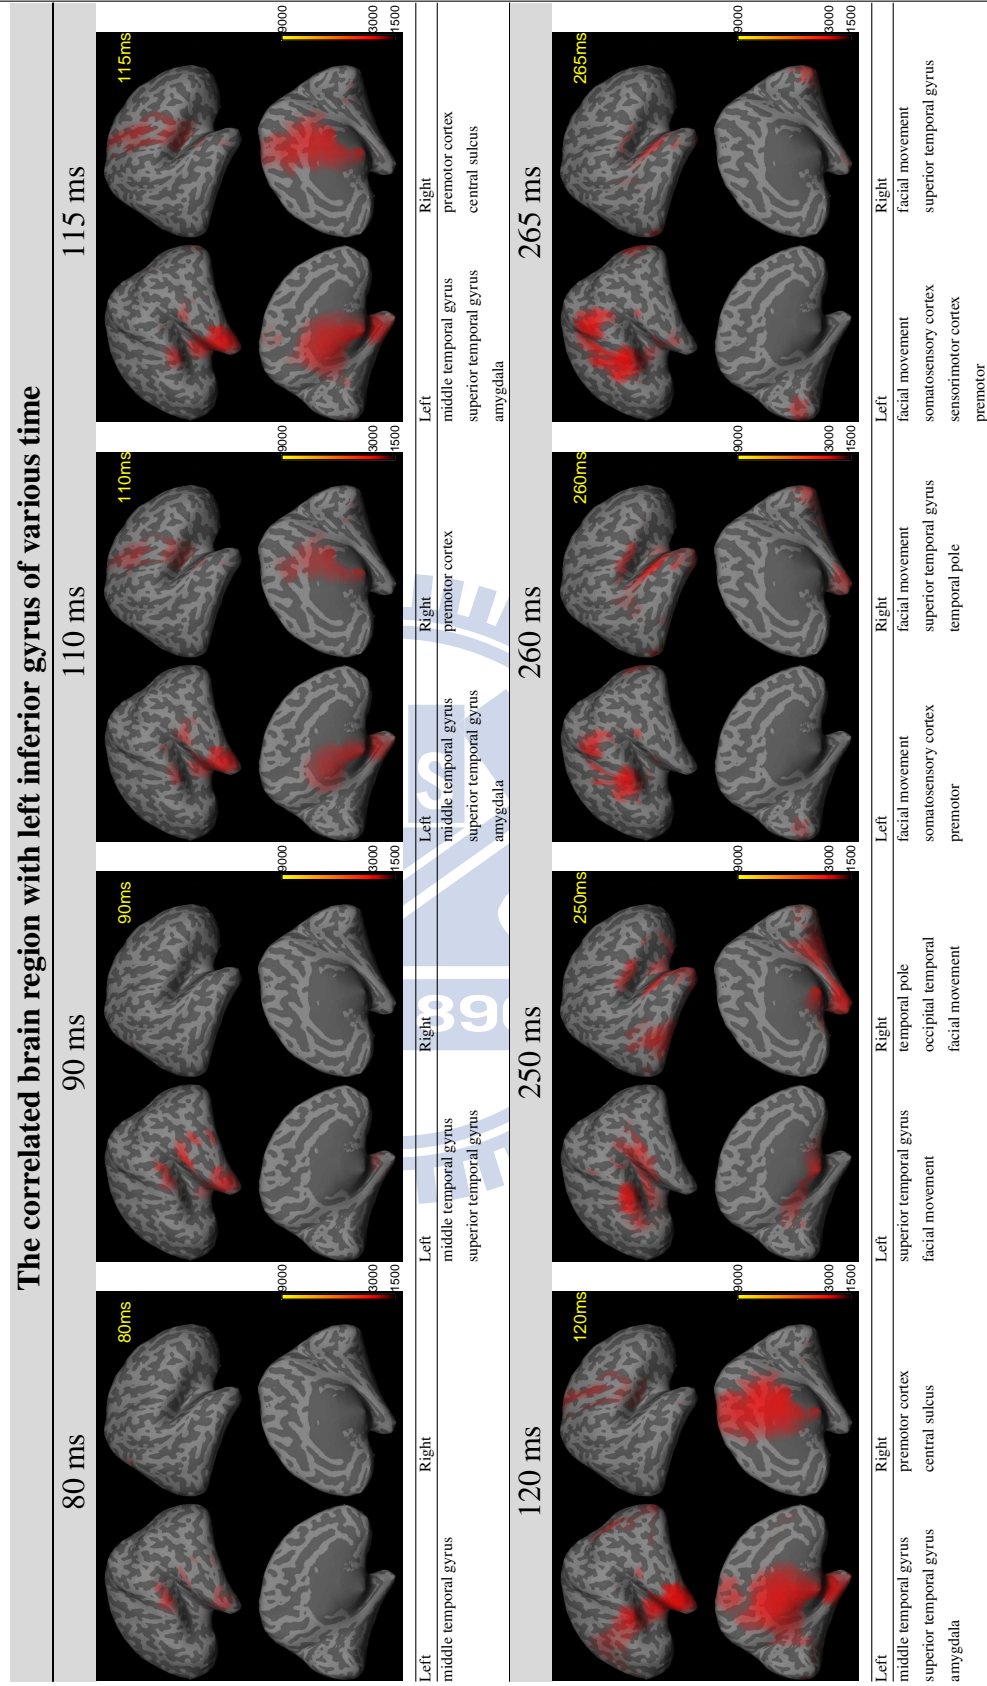 The correlated brain region with left inferior gyrus of various time
80 ms
90 ms
110 ms
115 ms
80ms
9000
3000
1500
90ms
9000
3000
1500
110ms
9000
3000
1500
115ms
9000
3000
1500
Left Right
middle temporal gyrus
Left Right
middle temporal gyrus
superior temporal gyrus
Left Right
middle temporal gyrus premotor cortex
superior temporal gyrus
amygdala
Left Right
middle temporal gyrus premotor cortex
superior temporal gyrus central sulcus
amygdala
S
896
120 ms
250 ms
260 ms
265 ms
120ms
9000
3000
1500
250ms
9000
3000
1500
260ms
9000
3000
1500
265ms
9000
3000
1500
Left Right
middle temporal gyrus premotor cortex
superior temporal gyrus central sulcus
amygdala
Left Right
superior temporal gyrus temporal pole
facial movement occipital temporal
facial movement
Left Right
facial movement facial movement
somatosensory cortex superior temporal gyrus
premotor temporal pole
Left Right
facial movement facial movement
somatosensory cortex superior temporal gyrus
sensorimotor cortex
premotor